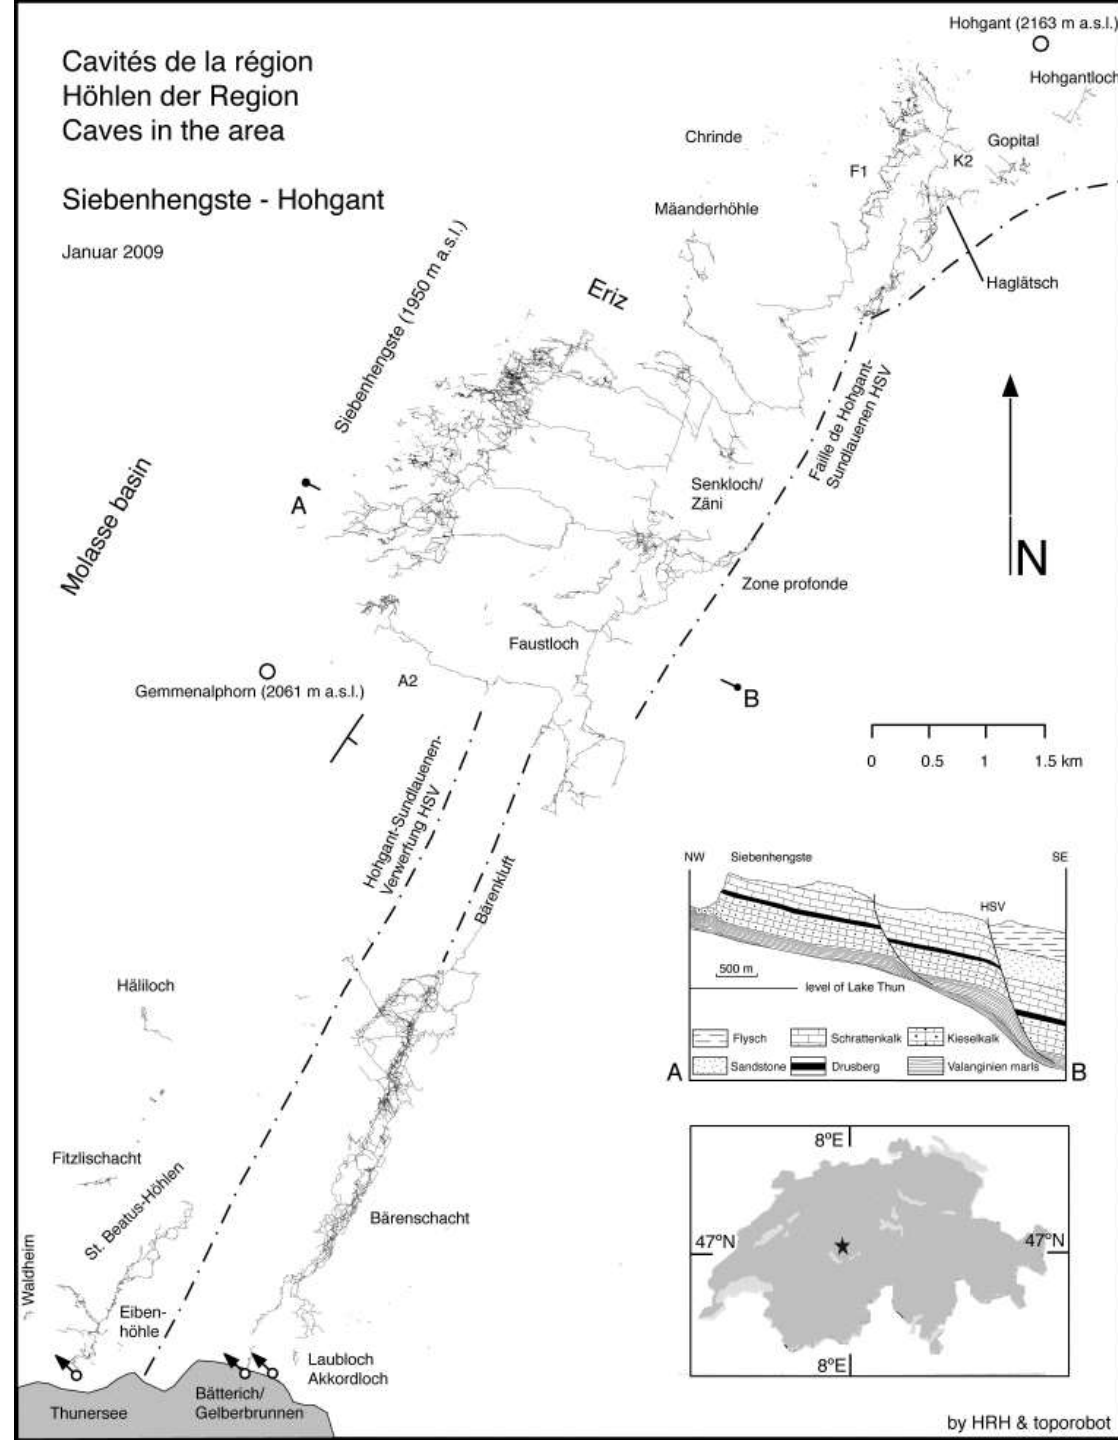 Cavités de la région
Höhlen der Region
Caves in the area
Siebenhengste - Hohgant
Januar 2009
Hohgant (2163 m a.s.l.)
Hohgantloch
Chrinde
Gopital
F1
K2
Mäanderhöhle
Haglätsch
Eriz
Siebenhengste (1950 m a.s.l.)
Faille de Hohgant-
Sundlauenen HSV
Molasse basin
A
Senkloch/
Zäni
N
Zone profonde
Faustloch
A2
Gemmenalphorn (2061 m a.s.l.)
B
0 0.5 1 1.5 km
Hohgant-Sundlauenen-
Verwerfung HSV
Bärenkluft
NW Siebenhengste SE
HSV
500 m
level of Lake Thun
Flysch Schrattenkalk Kieselkalk
Sandstone Drusberg Valanginien marls
A B
Häliloch
Fitzlischacht
St. Beatus-Höhlen
Bärenschacht
Waldheim
Eiben-
höhle
Laubloch
Akkordloch
Thunersee
Bätterich/
Gelberbrunnen
8ºE
47ºN 47ºN
8ºE
by HRH & toporobot